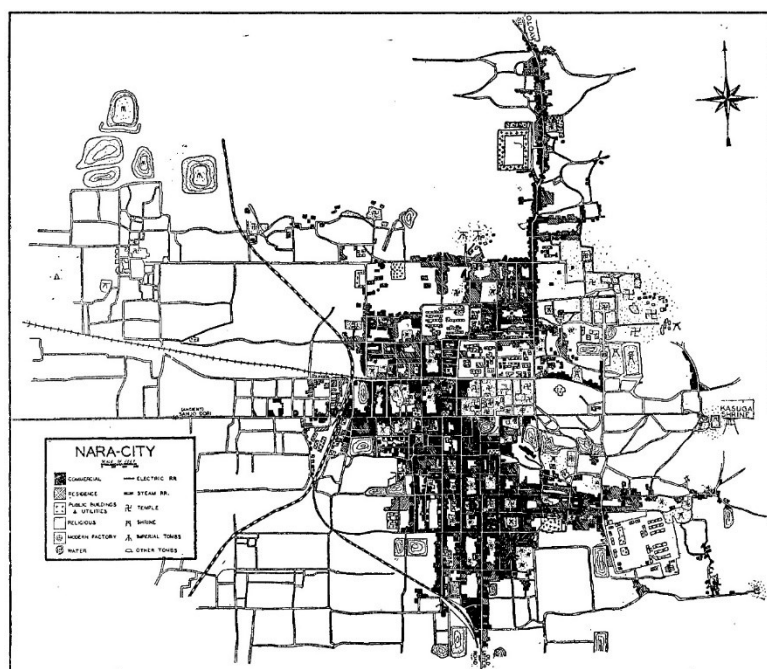 KASUGA
SHRINE
SANJO DORI
NARA-CITY
COMMERCIAL
RESIDENCE
PUBLIC BUILDINGS
& UTILITIES
RELIGIOUS
MODERN FACTORY
WATER
ELECTRIC RR.
STEAM RR.
TEMPLE
SHRINE
IMPERIAL TOMBS
OTHER TOMBS